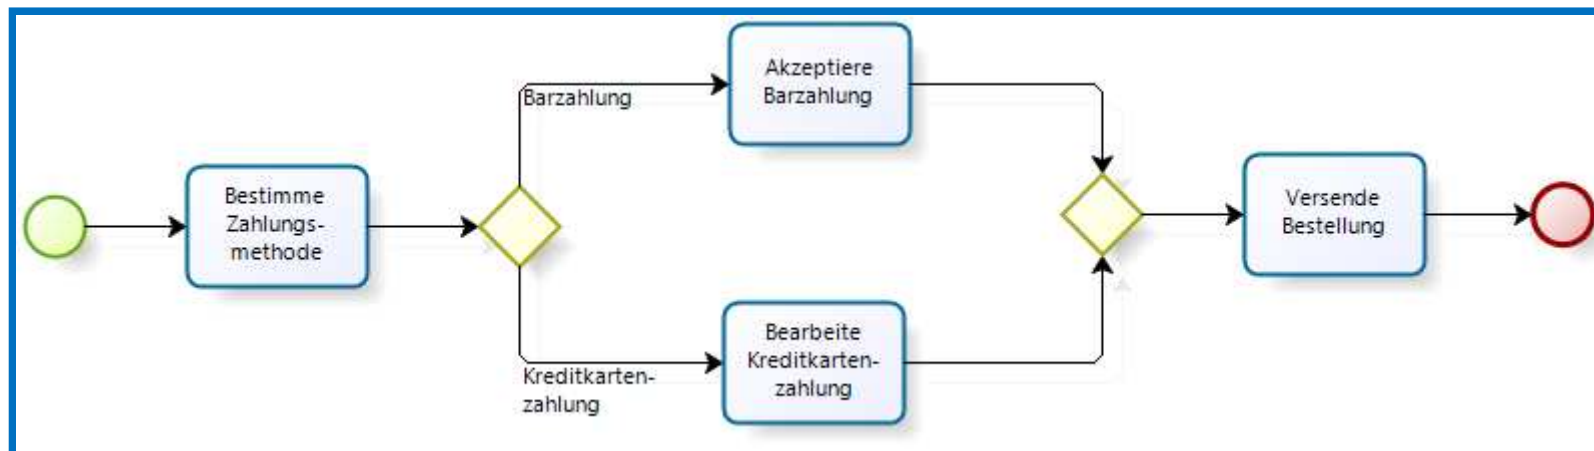 Bestimme
Zahlungs-
methode
Barzahlung
Akzeptiere
Barzahlung
Kreditkarten-
zahlung
Bearbeite
Kreditkarten-
zahlung
Versende
Bestellung